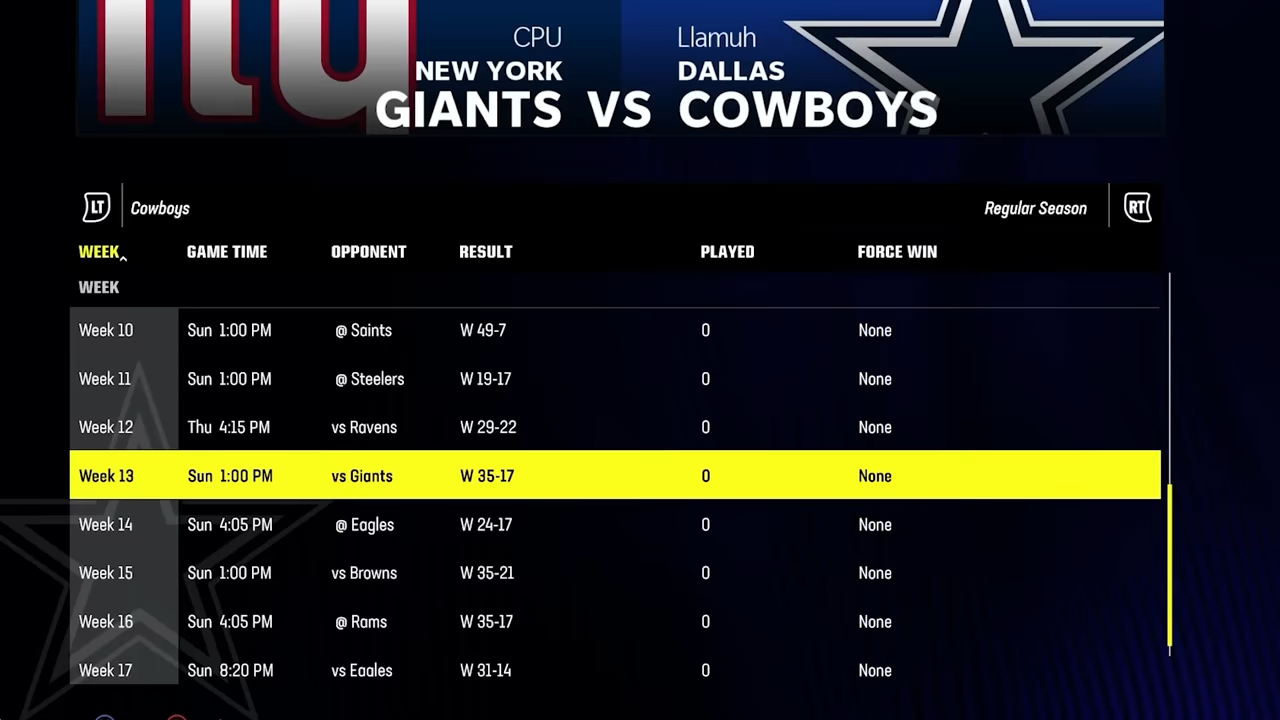 ny
CPU
Llamuh
NEW YORK
DALLAS
GIANTS VS COWBOYS
LT Cowboys Regular Season RT
WEEK GAME TIME OPPONENT RESULT PLAYED FORCE WIN
WEEK
Week 10 Sun 1:00 PM @ Saints W 49-7 0 None
Week 11 Sun 1:00 PM @ Steelers W 19-17 0 None
Week 12 Thu 4:15 PM vs Ravens W 29-22 0 None
Week 13 Sun 1:00 PM vs Giants W 35-17 0 None
Week 14 Sun 4:05 PM @ Eagles W 24-17 0 None
Week 15 Sun 1:00 PM vs Browns W 35-21 0 None
Week 16 Sun 4:05 PM @ Rams W 35-17 0 None
Week 17 Sun 8:20 PM vs Eagles W 31-14 0 None